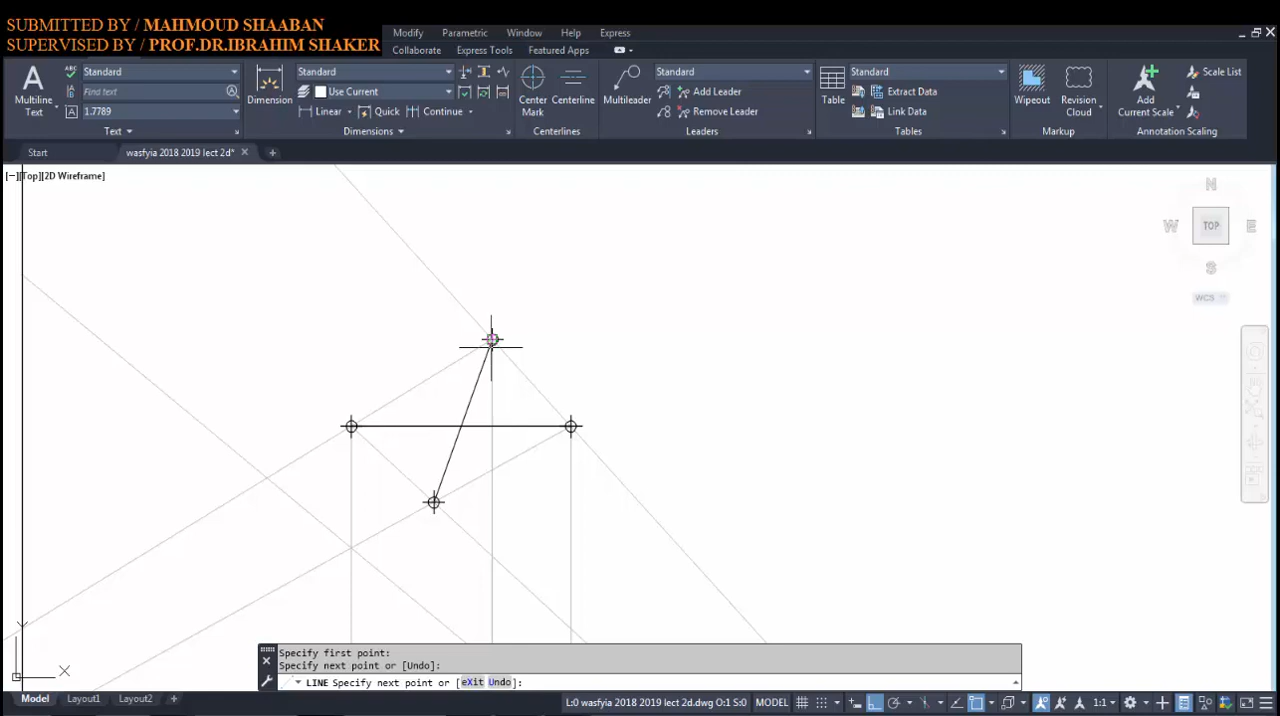 SUBMITTED BY / MAHMOUD SHAABAN
SUPERVISED BY / PROF.DR.IBRAHIM SHAKER
Modify Parametric Window Help Express
Collaborate Express Tools Featured Apps
Multiline Text
ABC
Standard
Find text
1.7789
Text
Dimension
Standard
Use Current
Linear Quick Continue
Dimensions
Center Mark
Centerline
Centerlines
Multileader
Standard
Add Leader
Remove Leader
Leaders
Table
Standard
Extract Data
Link Data
Tables
Wipeout
Revision Cloud
Markup
Add Current Scale
Scale List
Annotation Scaling
Start wasfyia 2018 2019 lect 2d*
[−][Top][2D Wireframe]
N
W TOP E
S
WCS
Specify first point:
Specify next point or [Undo]:
LINE Specify next point or [eXit Undo]:
Model Layout1 Layout2 +
L:0 wasfyia 2018 2019 lect 2d.dwg O:1 S:0 MODEL 1:1